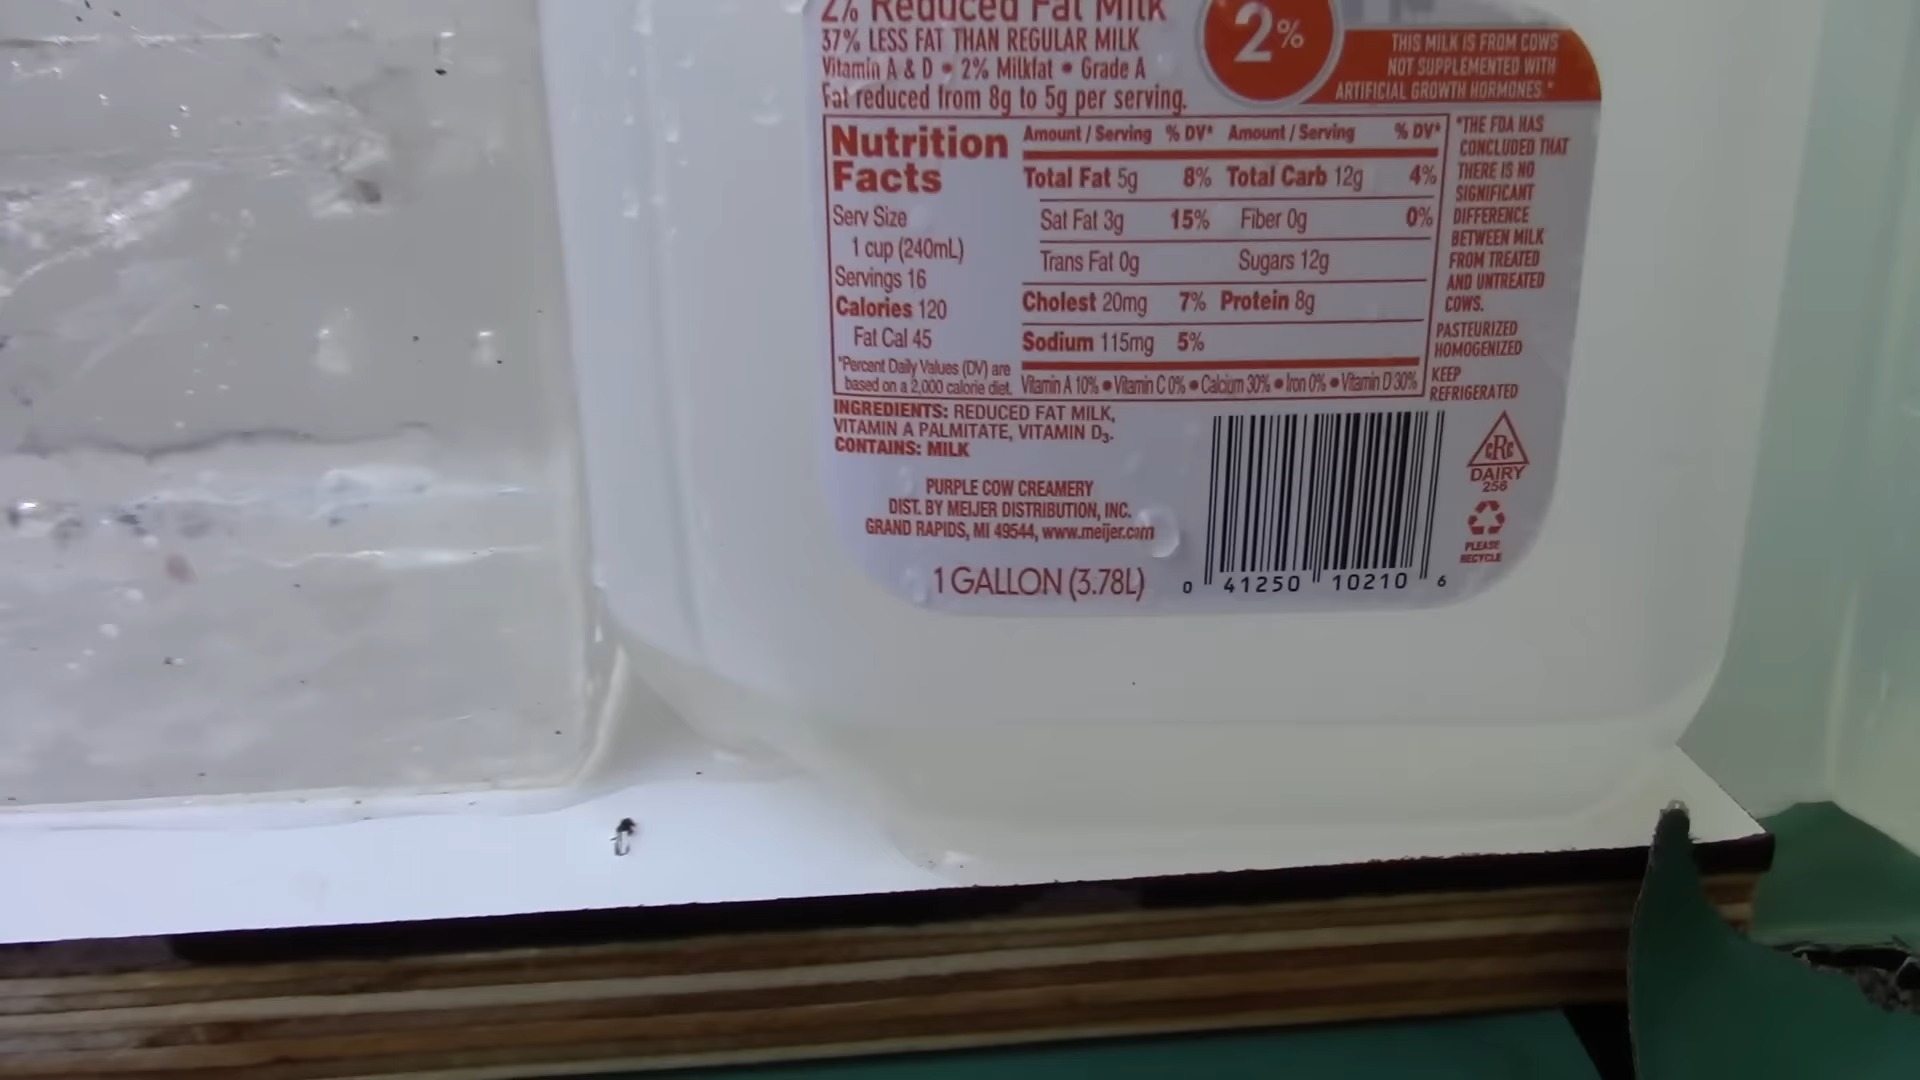 2% Reduced Fat Milk
37% LESS FAT THAN REGULAR MILK
Vitamin A & D • 2% Milkfat • Grade A
Fat reduced from 8g to 5g per serving.
2%
THIS MILK IS FROM COWS
NOT SUPPLEMENTED WITH
ARTIFICIAL GROWTH HORMONES.*
Nutrition
Facts
Serv Size
1 cup (240mL)
Servings 16
Calories 120
Fat Cal 45
*Percent Daily Values (DV) are
based on a 2,000 calorie diet.
Amount / Serving % DV* Amount / Serving % DV*
Total Fat 5g 8% Total Carb 12g 4%
Sat Fat 3g 15% Fiber 0g 0%
Trans Fat 0g Sugars 12g
Cholest 20mg 7% Protein 8g
Sodium 115mg 5%
Vitamin A 10% • Vitamin C 0% • Calcium 30% • Iron 0% • Vitamin D 30%
*THE FDA HAS
CONCLUDED THAT
THERE IS NO
SIGNIFICANT
DIFFERENCE
BETWEEN MILK
FROM TREATED
AND UNTREATED
COWS.
PASTEURIZED
HOMOGENIZED
KEEP
REFRIGERATED
INGREDIENTS: REDUCED FAT MILK,
VITAMIN A PALMITATE, VITAMIN D3.
CONTAINS: MILK
PURPLE COW CREAMERY
DIST. BY MEIJER DISTRIBUTION, INC.
GRAND RAPIDS, MI 49544, www.meijer.com
1 GALLON (3.78L)
0 41250 10210 6
cRc
DAIRY
256
PLEASE
RECYCLE